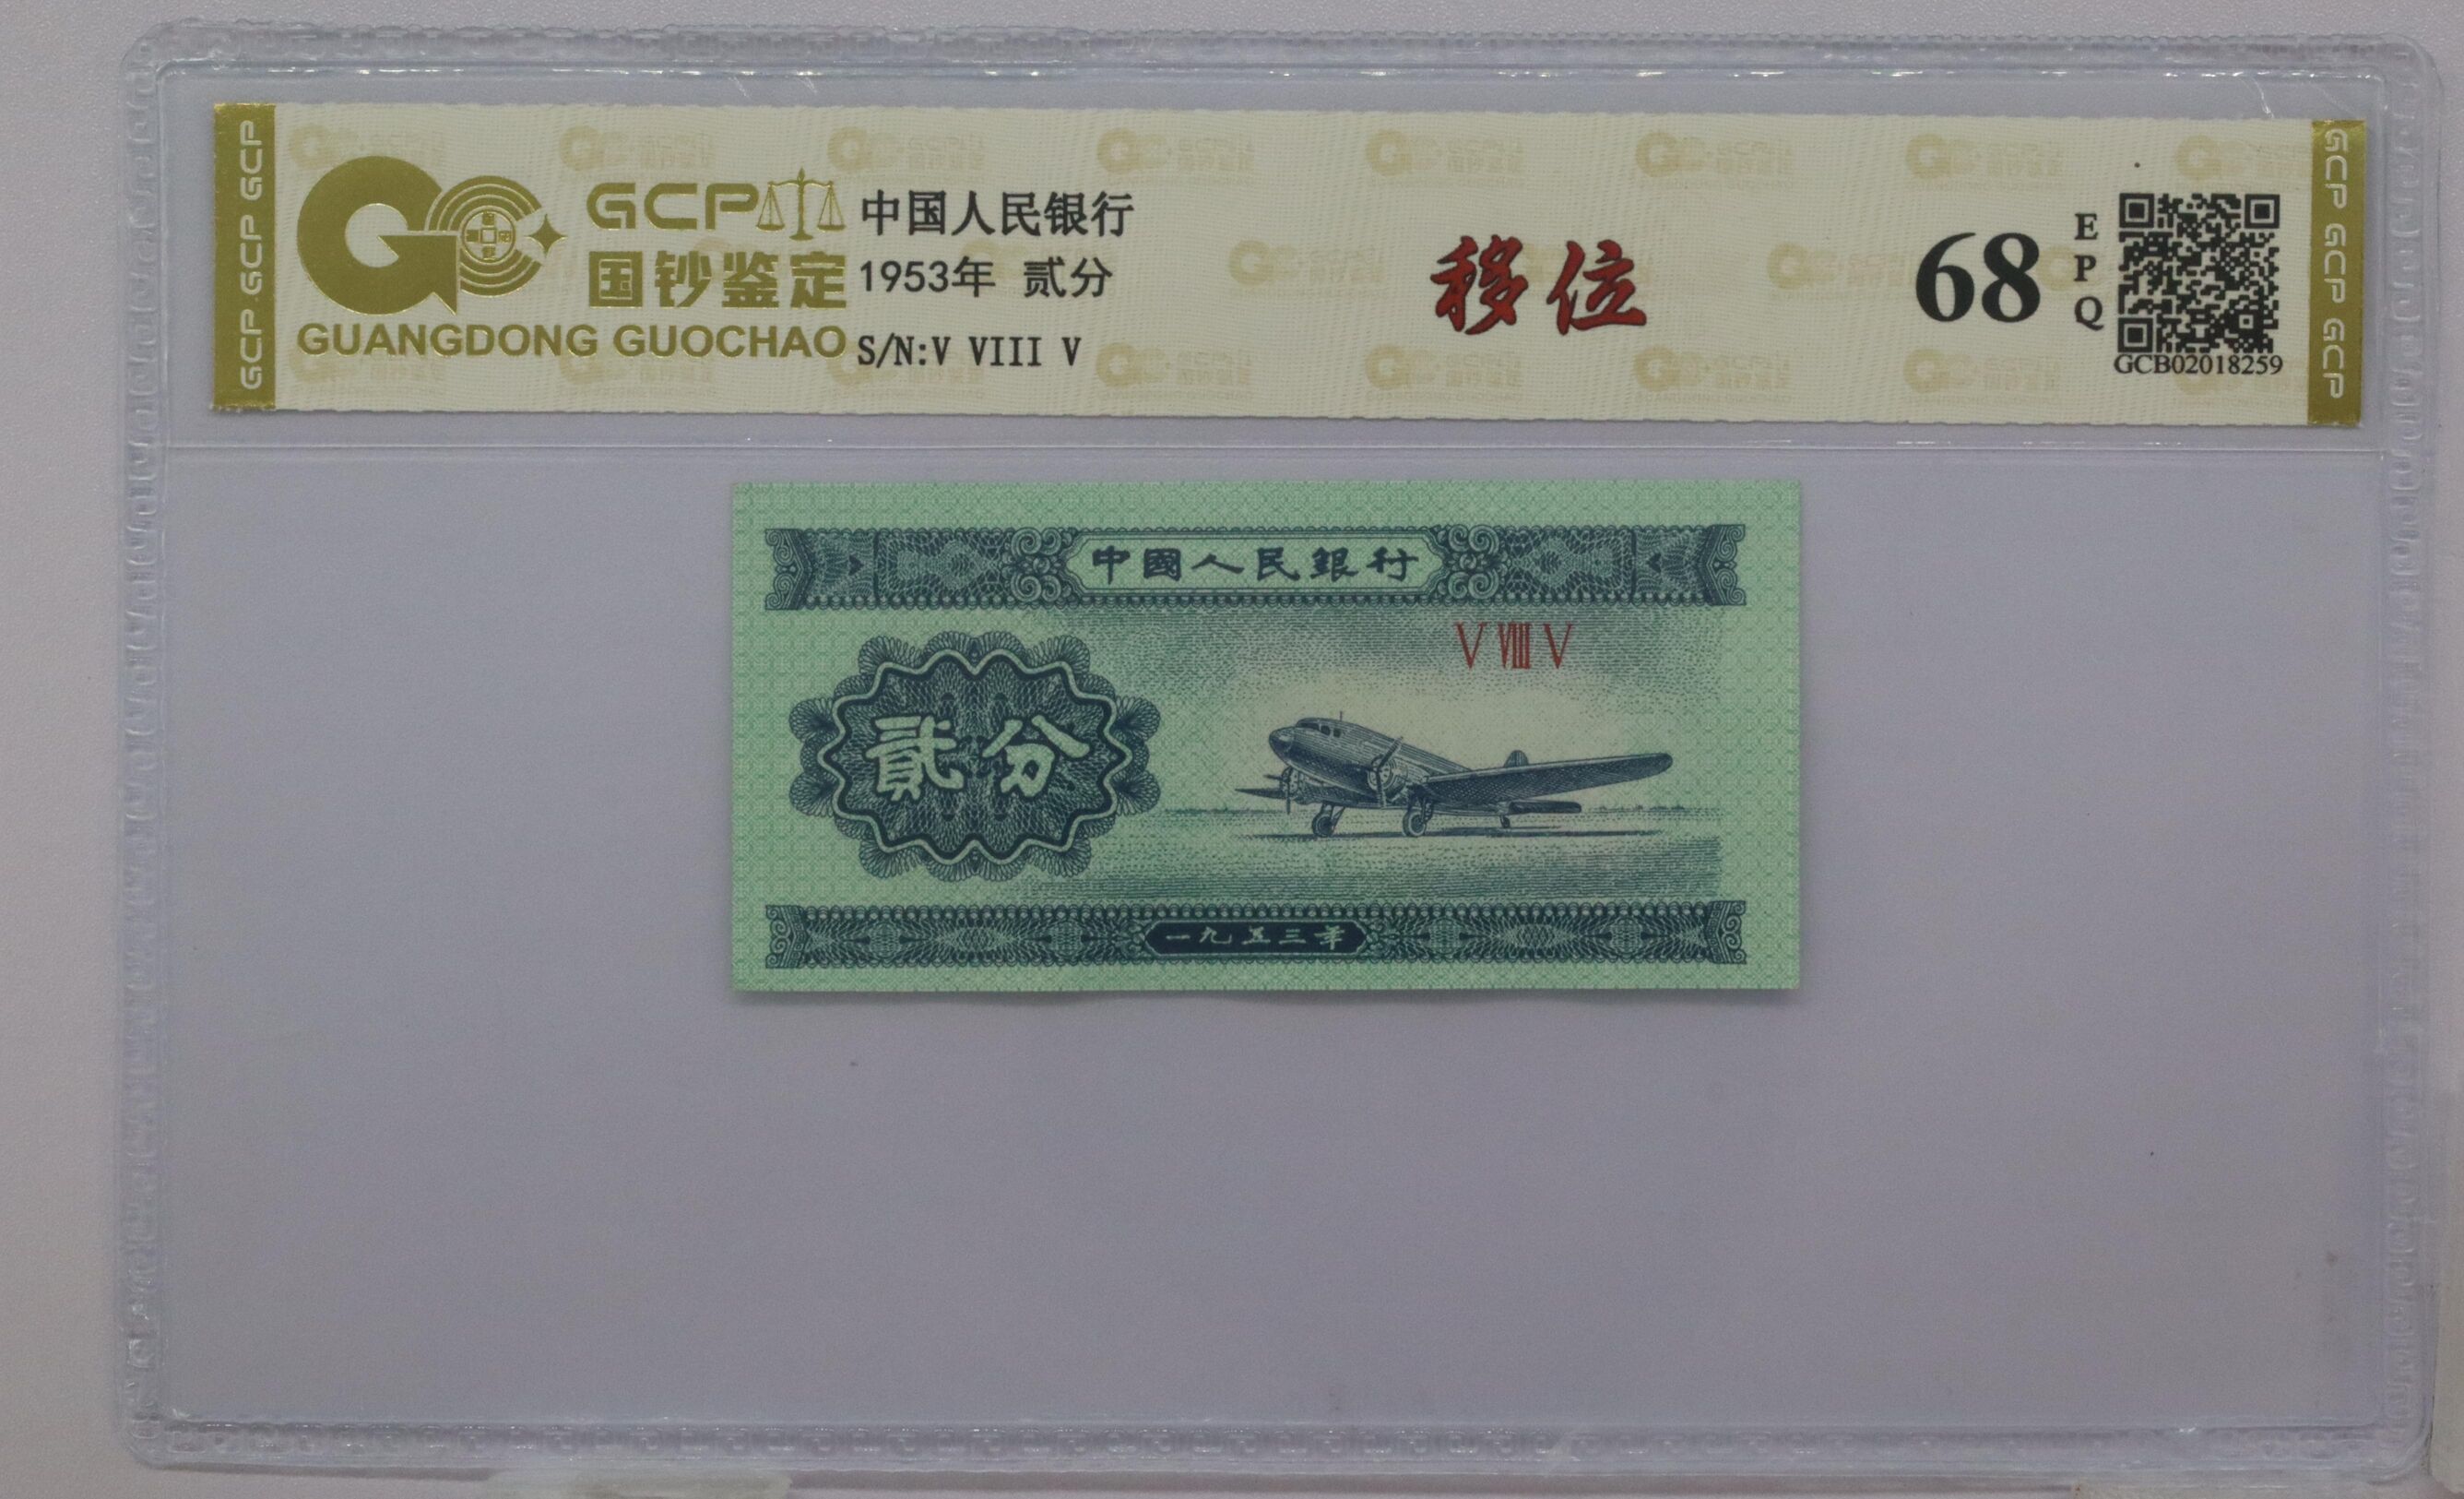 GCP GCP GCP
GCP
国钞鉴定
GUANGDONG GUOCHAO
中国人民银行
1953年 贰分
S/N:V VIII V
移位
68
EPQ
GCB02018259
GCP GCP GCP
中國人民銀行
V VIII V
貳分
一九五三年